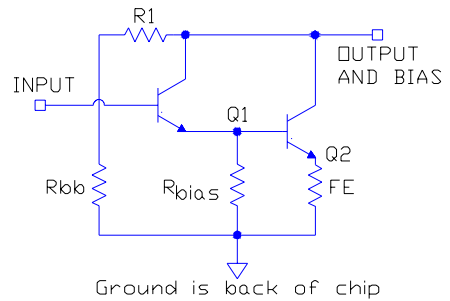 R1
INPUT
OUTPUT
AND BIAS
Q1
Q2
Rbb
Rbias
FE
Ground is back of chip